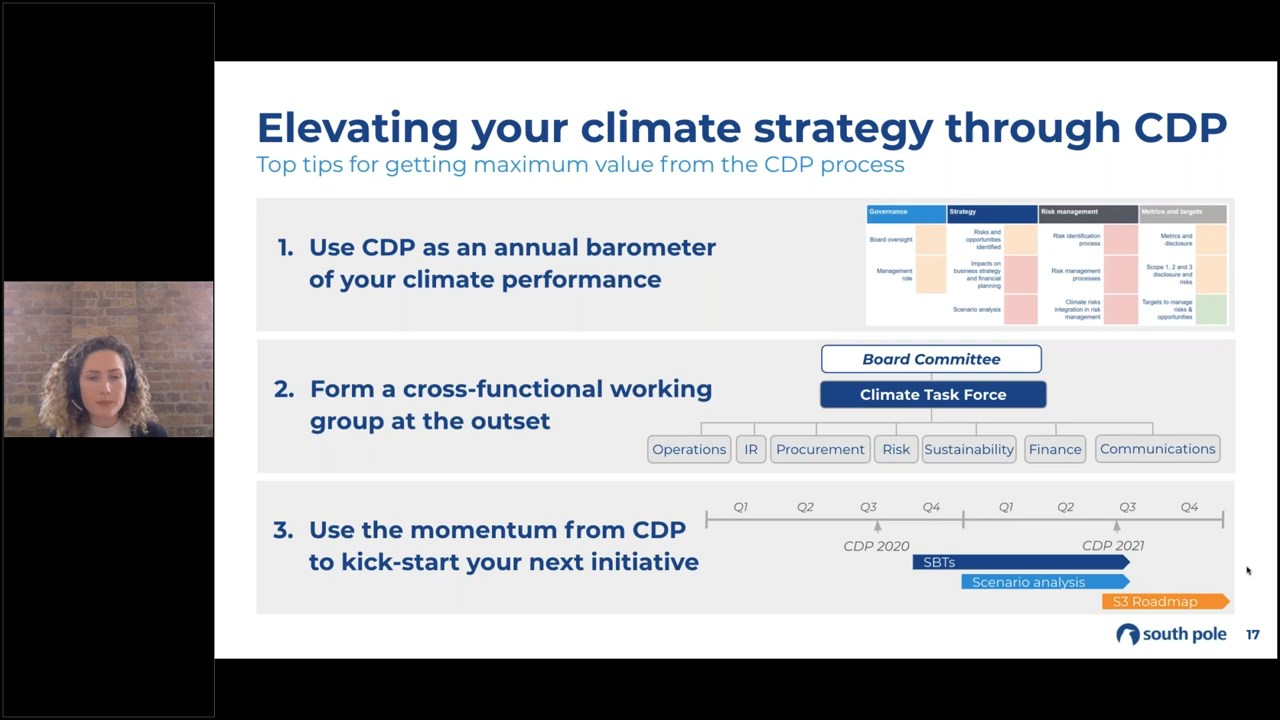 Elevating your climate strategy through CDP
Top tips for getting maximum value from the CDP process
1. Use CDP as an annual barometer
of your climate performance
Governance
Strategy
Risk management
Metrics and targets
Board oversight
Risks and
opportunities
identified
Risk identification
process
Metrics and
disclosure
Management
role
Impacts on
business strategy
and financial
planning
Risk management
processes
Scope 1, 2 and 3
disclosure and
risks
Scenario analysis
Climate risks
integration in risk
management
Targets to manage
risks &
opportunities
2. Form a cross-functional working
group at the outset
Board Committee
Climate Task Force
Operations
IR
Procurement
Risk
Sustainability
Finance
Communications
3. Use the momentum from CDP
to kick-start your next initiative
Q1 Q2 Q3 Q4 Q1 Q2 Q3 Q4
CDP 2020
CDP 2021
SBTs
Scenario analysis
S3 Roadmap
south pole
17